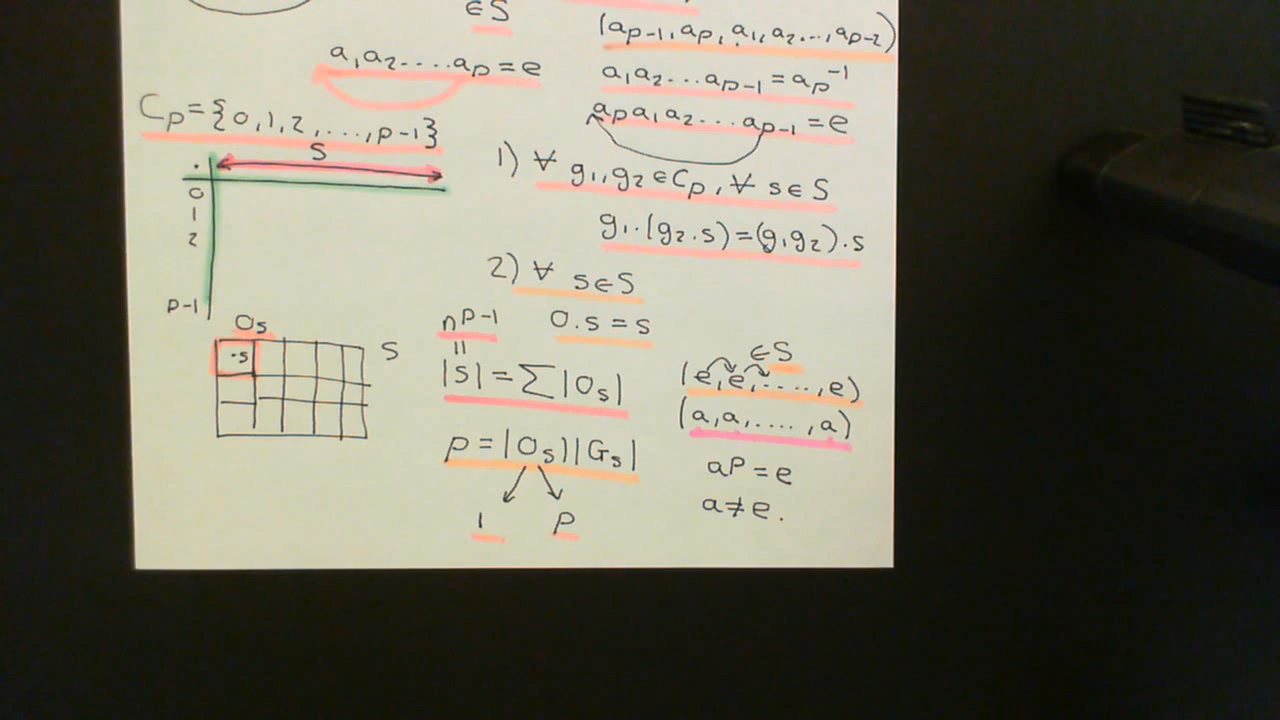 ∈S
(aₚ₋₁, aₚ, a₁, a₂..., aₚ₋₂)
a₁a₂....aₚ=e
a₁a₂...aₚ₋₁=aₚ⁻¹
aₚa₁a₂...aₚ₋₁=e
Cₚ={0,1,2,...,p-1}
S
.
0
1
2
p-1
1) ∀ g₁,g₂∈Cₚ, ∀ s∈S
g₁.(g₂.s)=(g₁g₂).s
2) ∀ s∈S
0.s=s
Oₛ
.s
S
nᵖ⁻¹
||
|S|=∑|Oₛ|
p=|Oₛ||Gₛ|
1 p
∈S
(e,e,....,e)
(a,a,....,a)
aᵖ=e
a≠e.